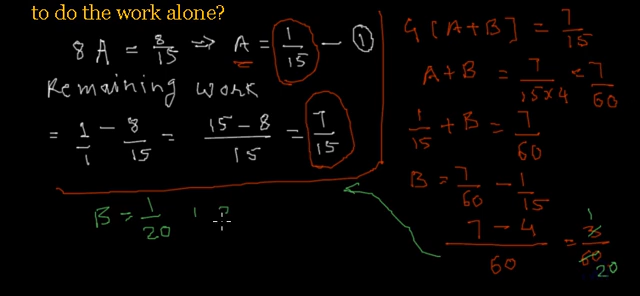 to do the work alone?
8A = 8/15 ⇒ A = 1/15 — ①
Remaining work
= 1/1 - 8/15 = (15 - 8)/15 = 7/15
B = 1/20
4[A+B] = 7/15
A+B = 7/(15×4) = 7/60
1/15 + B = 7/60
B = 7/60 - 1/15
(7 - 4)/60 = 3/60
1
20